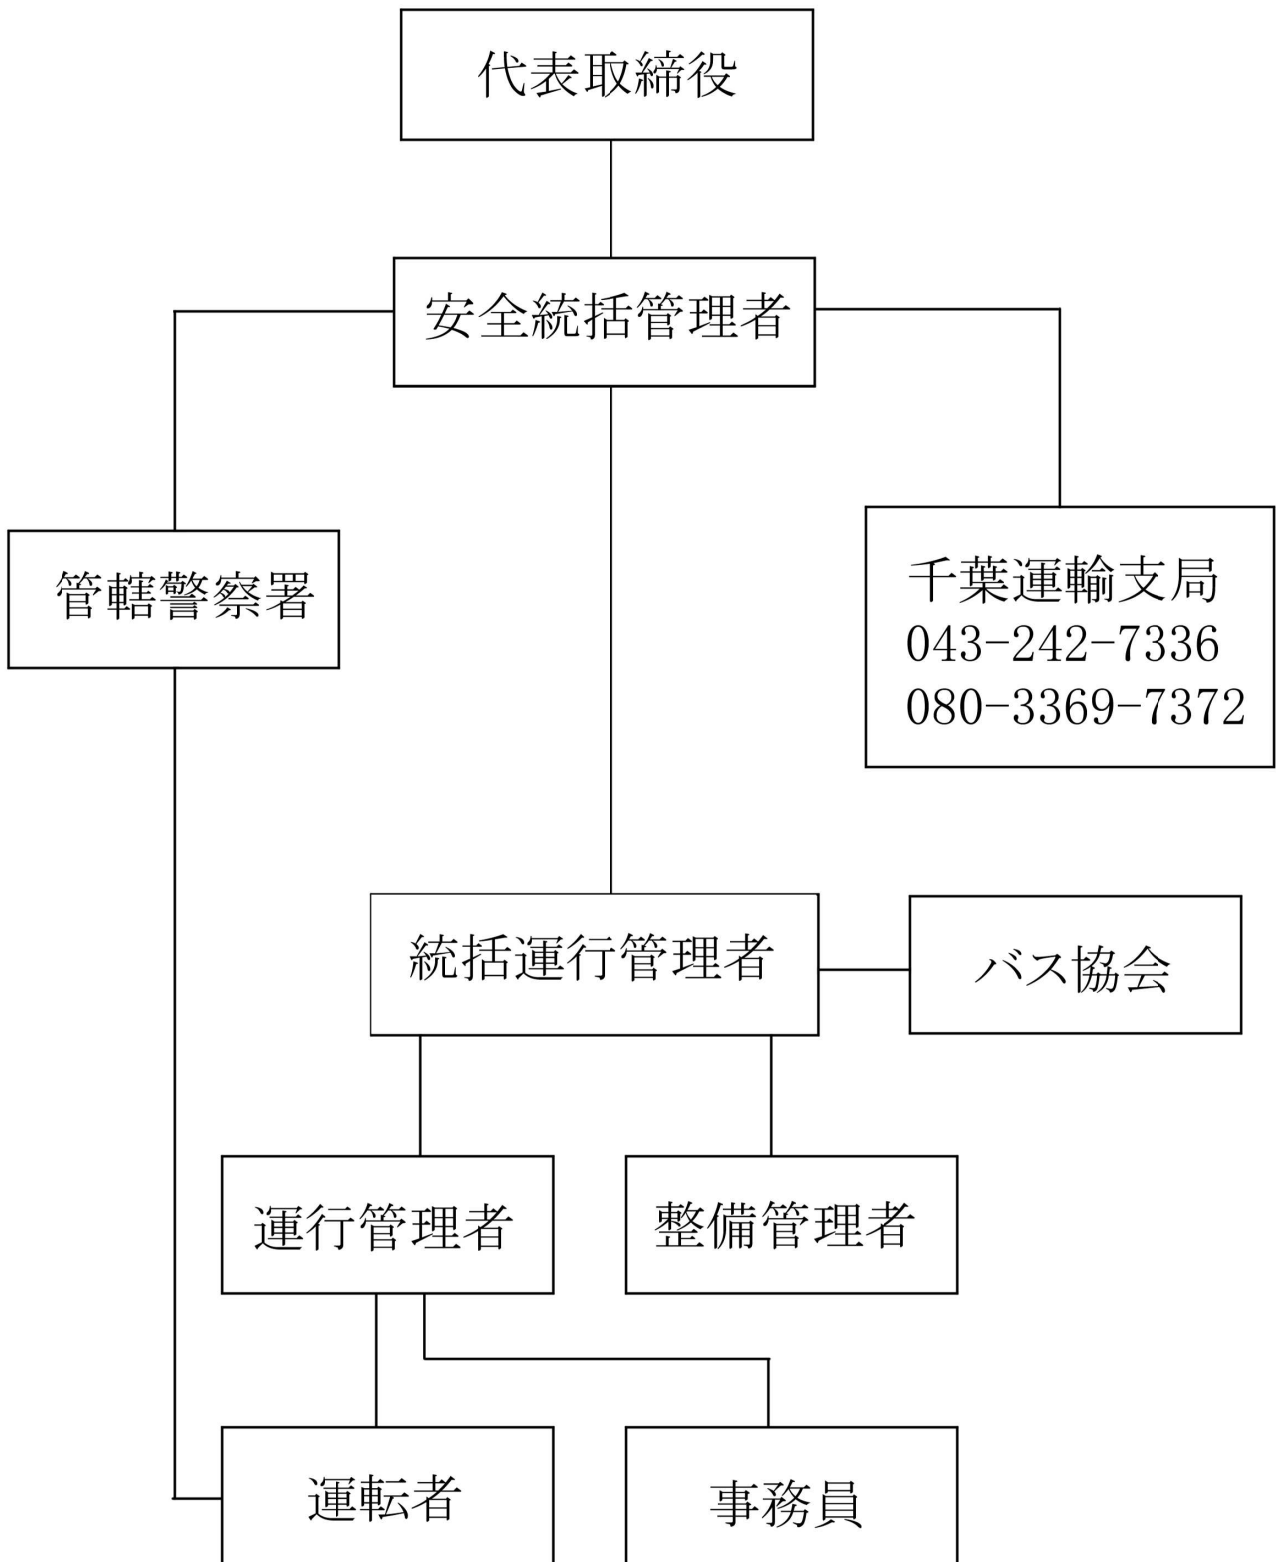 代表取締役
安全統括管理者
管轄警察署
千葉運輸支局
043-242-7336
080-3369-7372
統括運行管理者
バス協会
運行管理者
整備管理者
運転者
事務員